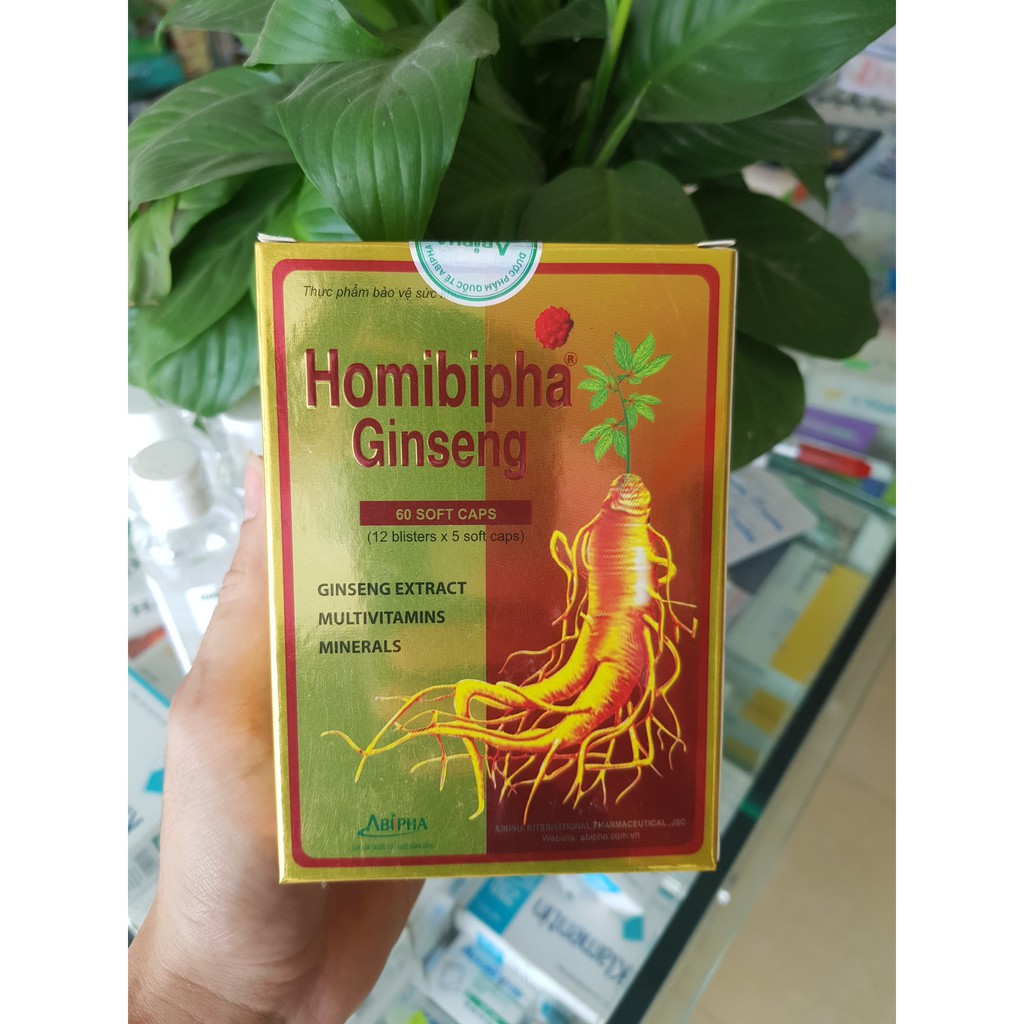 ABIPHA
DƯỢC PHẨM QUỐC TẾ ABIPHA
Thực phẩm bảo vệ sức
Homibipha®
Ginseng
60 SOFT CAPS
(12 blisters x 5 soft caps)
GINSENG EXTRACT
MULTIVITAMINS
MINERALS
ABIPHA
ABIPHA INTERNATIONAL PHARMACEUTICAL.,JSC
Website: abipha.com.vn
Klamentin